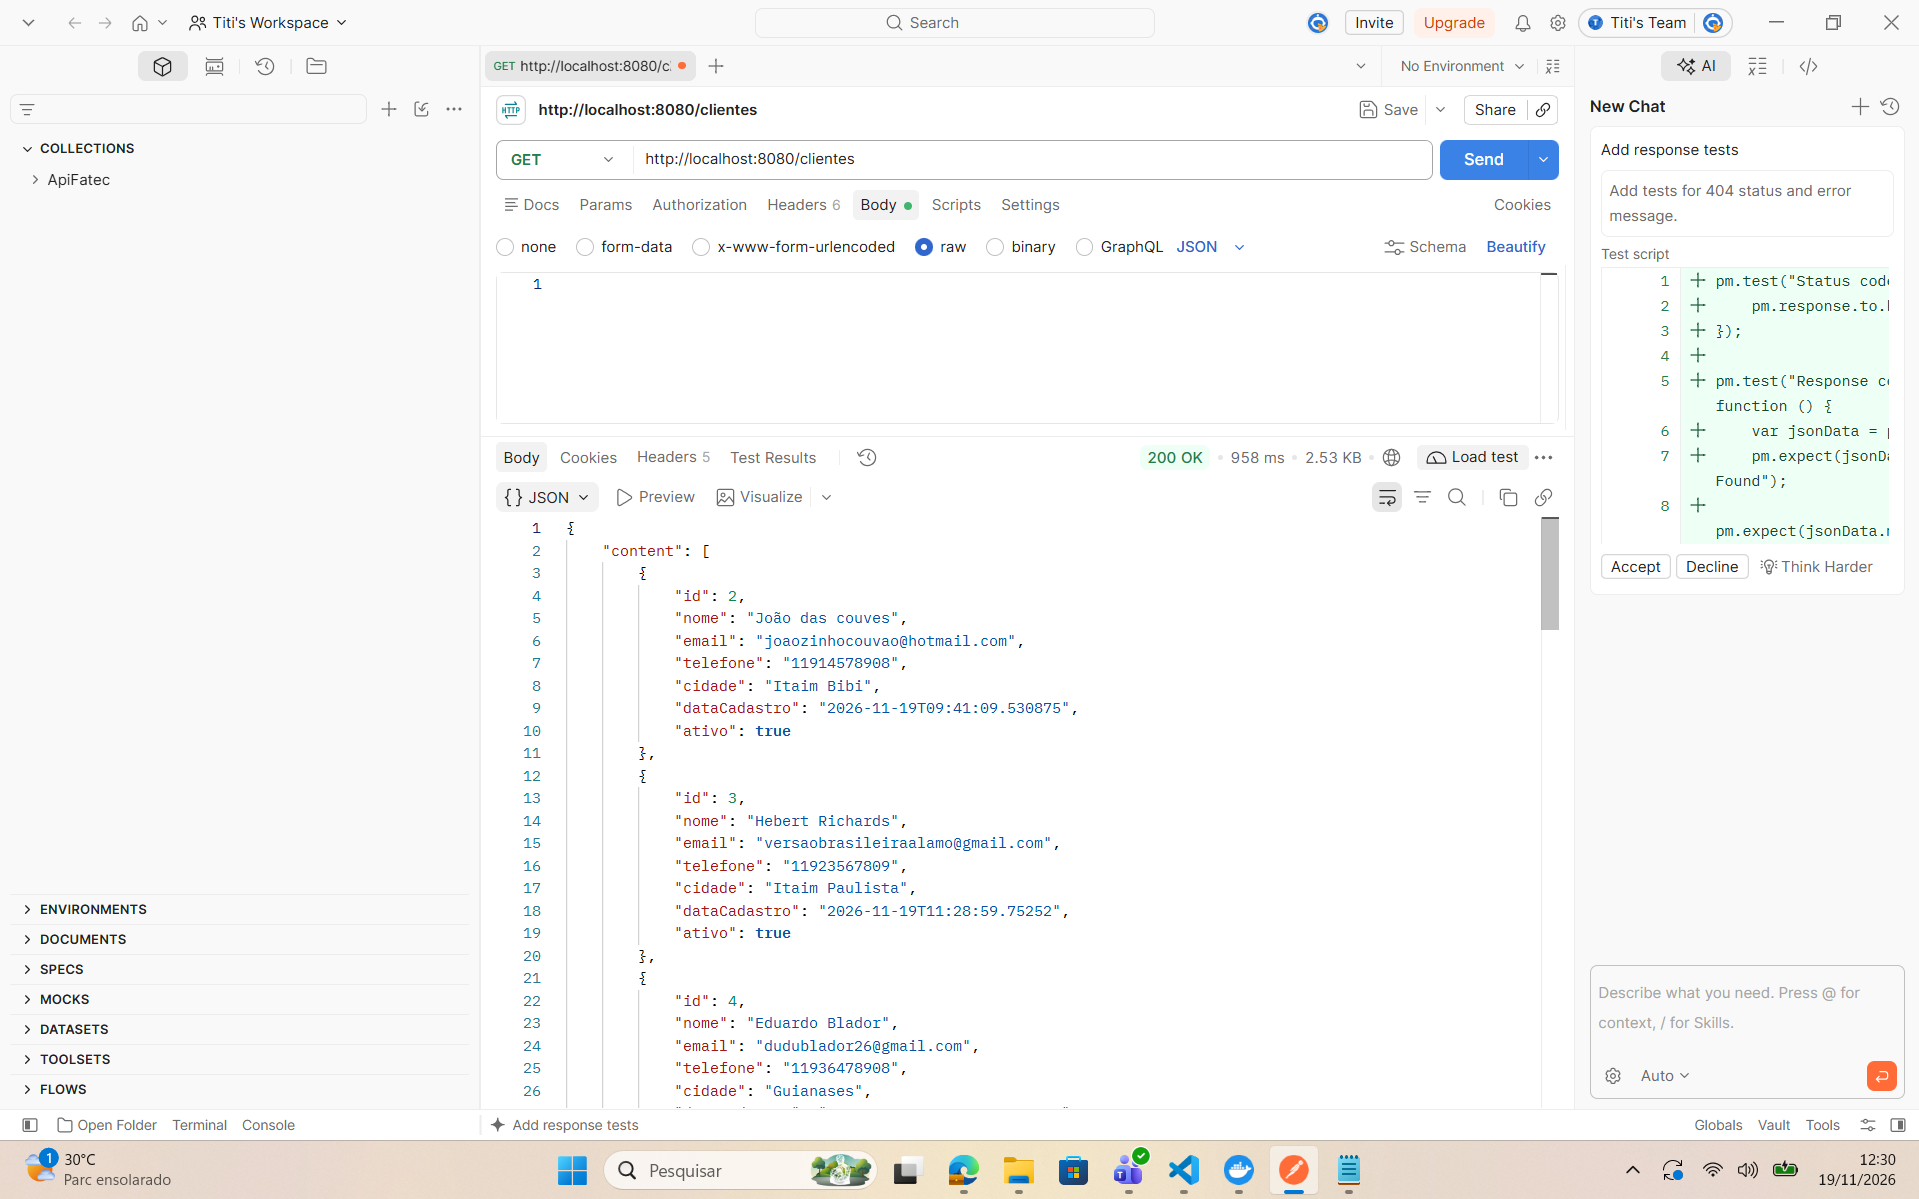 Titi's Workspace
Search
Invite
Upgrade
Titi's Team
GET http://localhost:8080/c
No Environment
AI
COLLECTIONS
ApiFatec
ENVIRONMENTS
DOCUMENTS
SPECS
MOCKS
DATASETS
TOOLSETS
FLOWS
HTTP
http://localhost:8080/clientes
Save
Share
GET
http://localhost:8080/clientes
Send
Docs Params Authorization Headers 6 Body Scripts Settings Cookies
none form-data x-www-form-urlencoded raw binary GraphQL JSON Schema Beautify
1
Body Cookies Headers 5 Test Results 200 OK 958 ms 2.53 KB Load test
{} JSON Preview Visualize
1 {
2 "content": [
3 {
4 "id": 2,
5 "nome": "João das couves",
6 "email": "joaozinhocouvao@hotmail.com",
7 "telefone": "11914578908",
8 "cidade": "Itaim Bibi",
9 "dataCadastro": "2026-11-19T09:41:09.530875",
10 "ativo": true
11 },
12 {
13 "id": 3,
14 "nome": "Hebert Richards",
15 "email": "versaobrasileiraalamo@gmail.com",
16 "telefone": "11923567809",
17 "cidade": "Itaim Paulista",
18 "dataCadastro": "2026-11-19T11:28:59.75252",
19 "ativo": true
20 },
21 {
22 "id": 4,
23 "nome": "Eduardo Blador",
24 "email": "dudublador26@gmail.com",
25 "telefone": "11936478908",
26 "cidade": "Guianases",
New Chat
Add response tests
Add tests for 404 status and error
message.
Test script
1 + pm.test("Status code
2 + pm.response.to.
3 + });
4 +
5 + pm.test("Response co
function () {
6 + var jsonData =
7 + pm.expect(jsonDa
Found");
8 +
pm.expect(jsonData.
Accept Decline Think Harder
Describe what you need. Press @ for
context, / for Skills.
Auto
Open Folder Terminal Console
Add response tests
Globals Vault Tools
1
30°C
Parc ensolarado
Pesquisar
12:30
19/11/2026